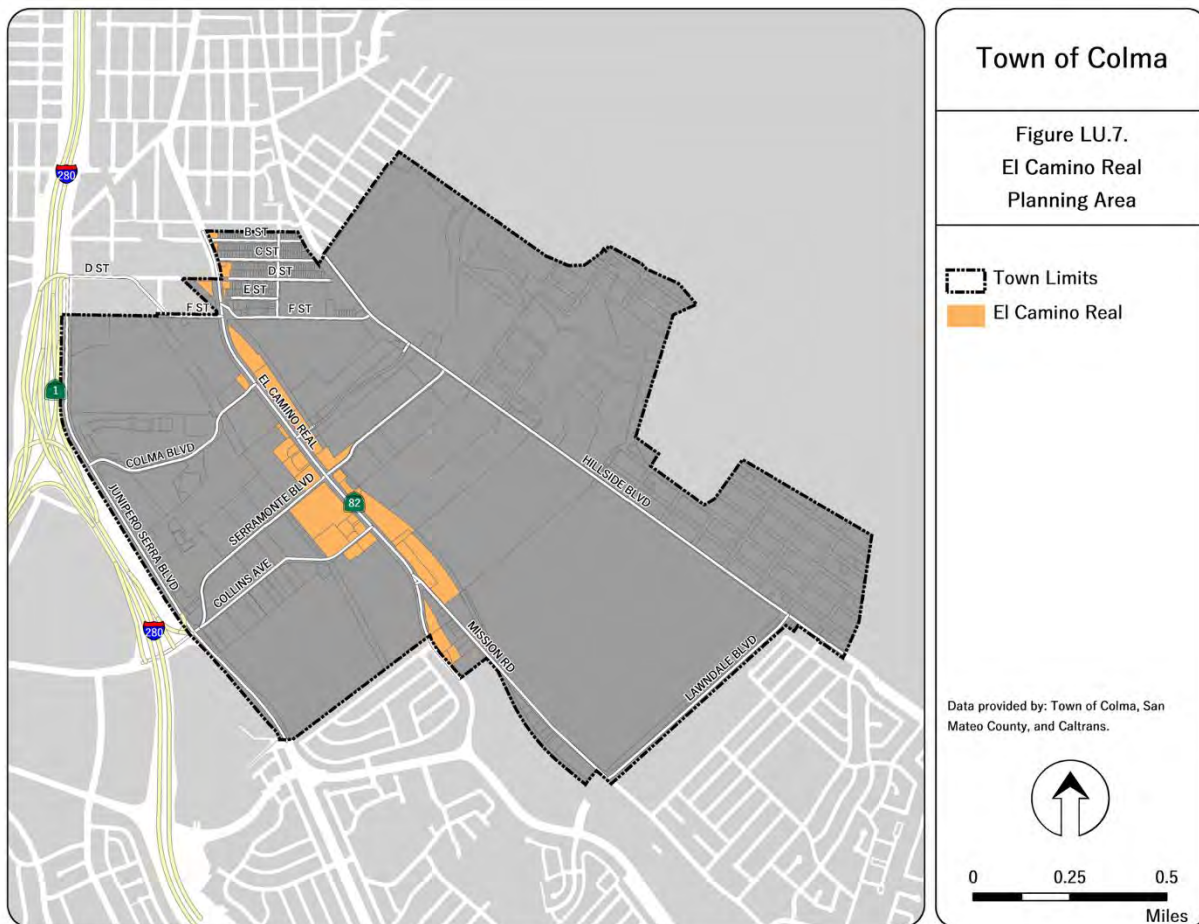 280
B ST
C ST
D ST
D ST
E ST
F ST
F ST
1
EL CAMINO REAL
COLMA BLVD
SERRAMONTE BLVD
82
HILLSIDE BLVD
JUNIPERO SERRA BLVD
COLLINS AVE
280
MISSION RD
LAWNDALE BLVD
Town of Colma
Figure LU.7.
El Camino Real
Planning Area
Town Limits
El Camino Real
Data provided by: Town of Colma, San
Mateo County, and Caltrans.
0 0.25 0.5
Miles